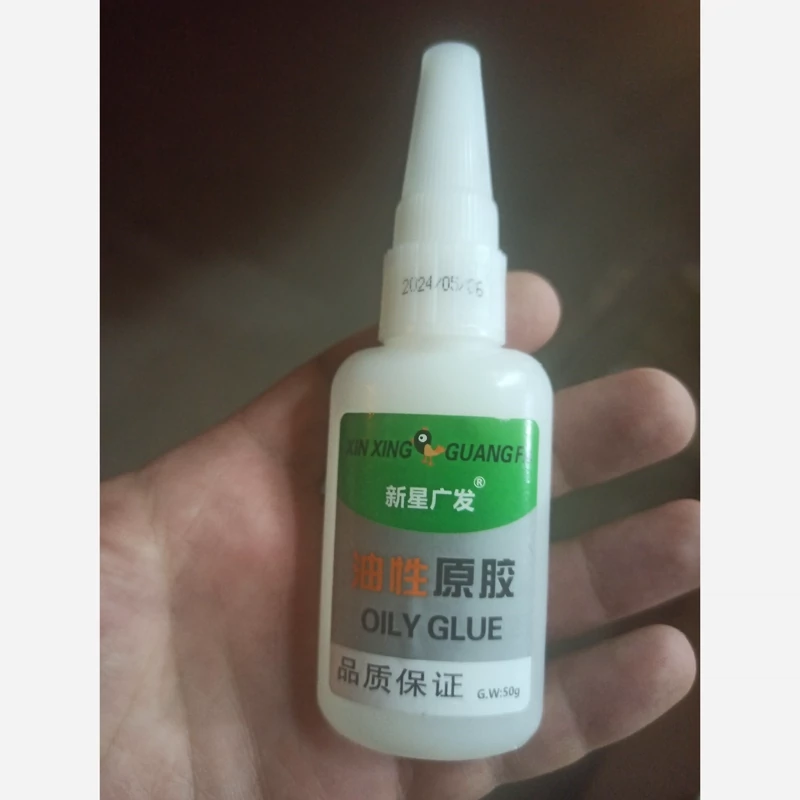 2024/05/06
XIN XING GUANG F
新星广发®
油性原胶
OILY GLUE
品质保证 G.W:50g